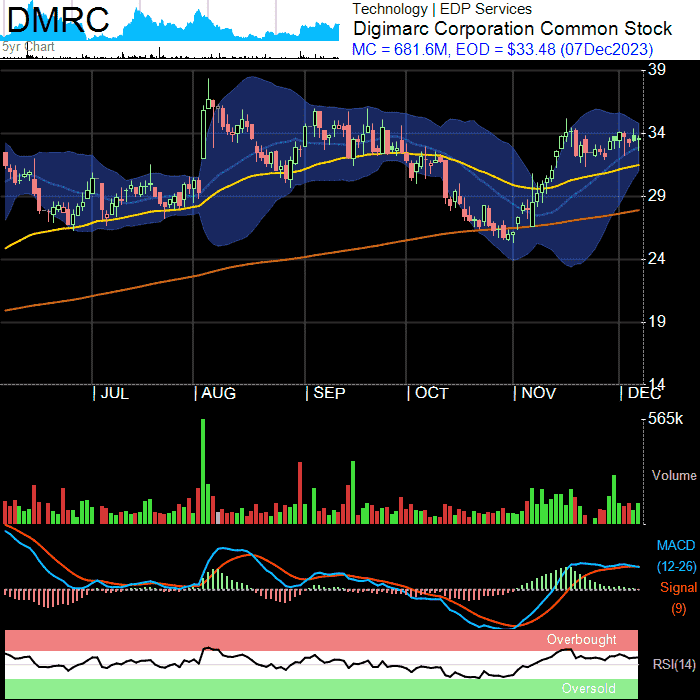 DMRC
Technology | EDP Services
Digimarc Corporation Common Stock
MC = 681.6M, EOD = $33.48 (07Dec2023)
5yr Chart
39
34
29
24
19
14
JUL AUG SEP OCT NOV DEC
565k
Volume
MACD
(12-26)
Signal
(9)
Overbought
RSI(14)
Oversold